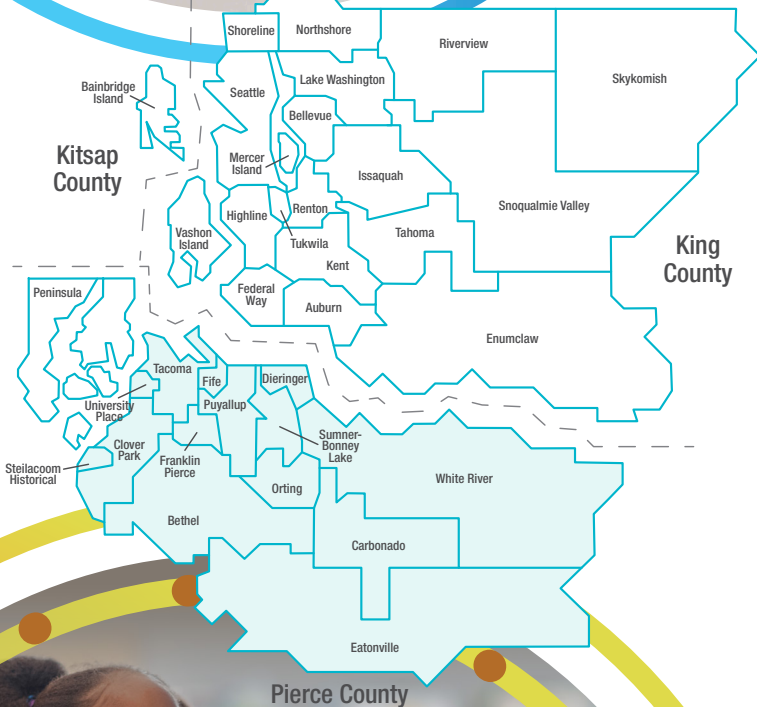 Shoreline
Northshore
Riverview
Skykomish
Lake Washington
Bainbridge
Island
Seattle
Bellevue
Kitsap
County
Mercer
Island
Issaquah
Snoqualmie Valley
Highline
Renton
Vashon
Island
Tukwila
Tahoma
King
County
Kent
Peninsula
Federal
Way
Auburn
Enumclaw
Tacoma
Fife
Dieringer
University
Place
Puyallup
Clover
Park
Sumner-
Bonney
Lake
Franklin
Pierce
Steilacoom
Historical
White River
Orting
Bethel
Carbonado
Eatonville
Pierce County